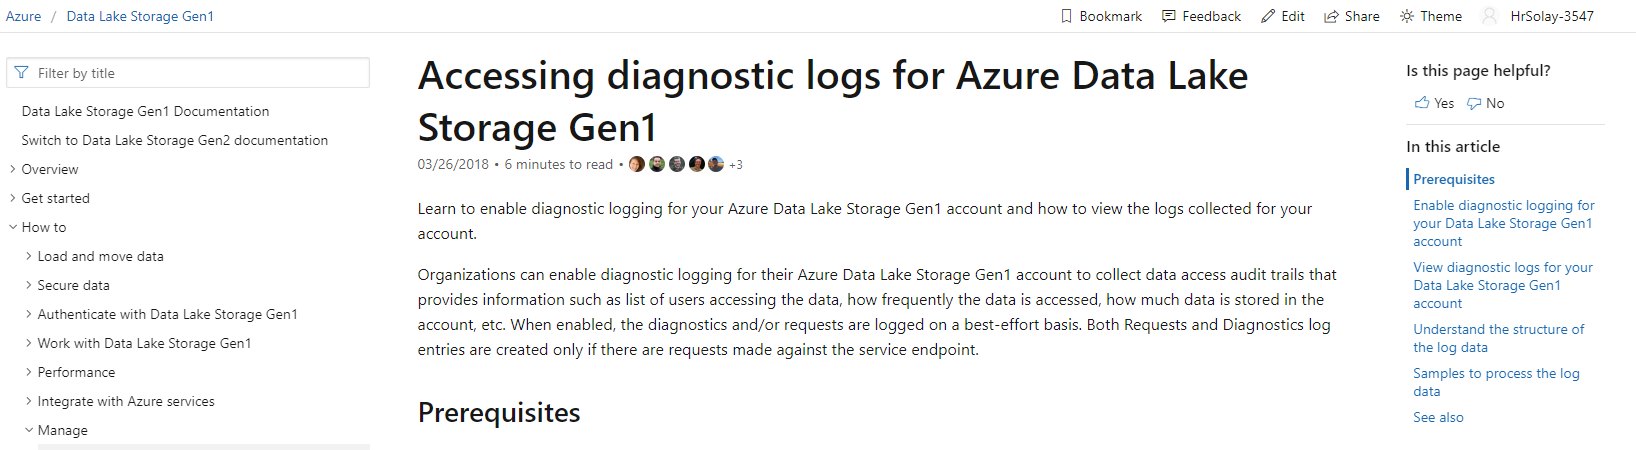 Azure / Data Lake Storage Gen1
Bookmark Feedback Edit Share Theme HrSolay-3547
Filter by title
Data Lake Storage Gen1 Documentation
Switch to Data Lake Storage Gen2 documentation
Overview
Get started
How to
Load and move data
Secure data
Authenticate with Data Lake Storage Gen1
Work with Data Lake Storage Gen1
Performance
Integrate with Azure services
Manage
Accessing diagnostic logs for Azure Data Lake
Storage Gen1
03/26/2018 • 6 minutes to read • +3
Learn to enable diagnostic logging for your Azure Data Lake Storage Gen1 account and how to view the logs collected for your
account.
Organizations can enable diagnostic logging for their Azure Data Lake Storage Gen1 account to collect data access audit trails that
provides information such as list of users accessing the data, how frequently the data is accessed, how much data is stored in the
account, etc. When enabled, the diagnostics and/or requests are logged on a best-effort basis. Both Requests and Diagnostics log
entries are created only if there are requests made against the service endpoint.
Prerequisites
Is this page helpful?
Yes No
In this article
Prerequisites
Enable diagnostic logging for
your Data Lake Storage Gen1
account
View diagnostic logs for your
Data Lake Storage Gen1
account
Understand the structure of
the log data
Samples to process the log
data
See also